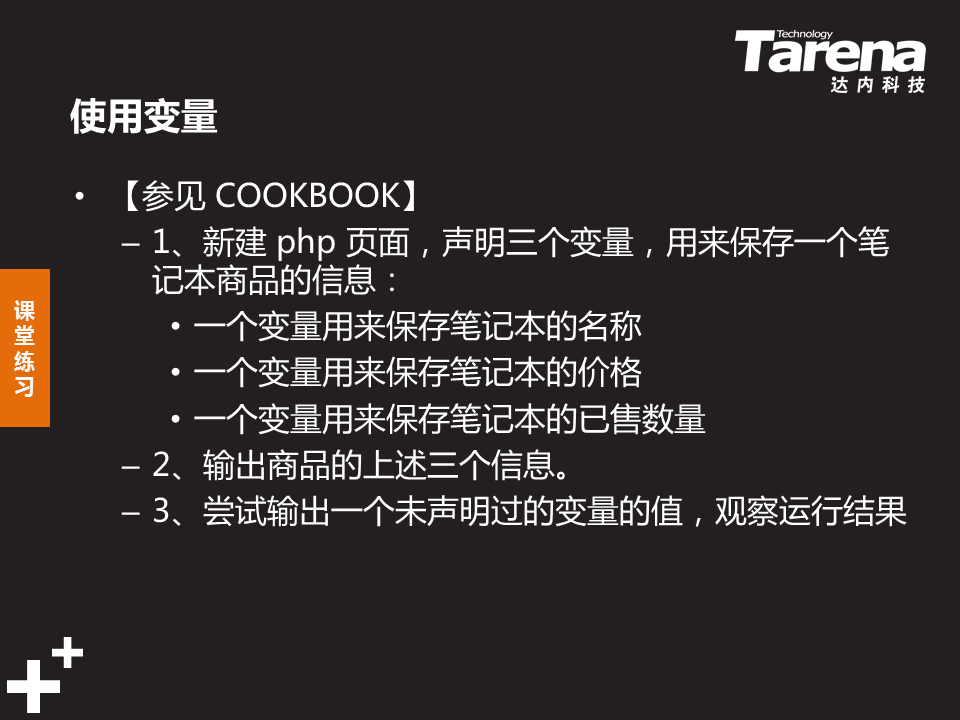 Technology
Tarena
达内科技
使用变量
• 【参见 COOKBOOK】
– 1、新建 php 页面，声明三个变量，用来保存一个笔
记本商品的信息：
• 一个变量用来保存笔记本的名称
• 一个变量用来保存笔记本的价格
• 一个变量用来保存笔记本的已售数量
– 2、输出商品的上述三个信息。
– 3、尝试输出一个未声明过的变量的值，观察运行结果
课
堂
练
习